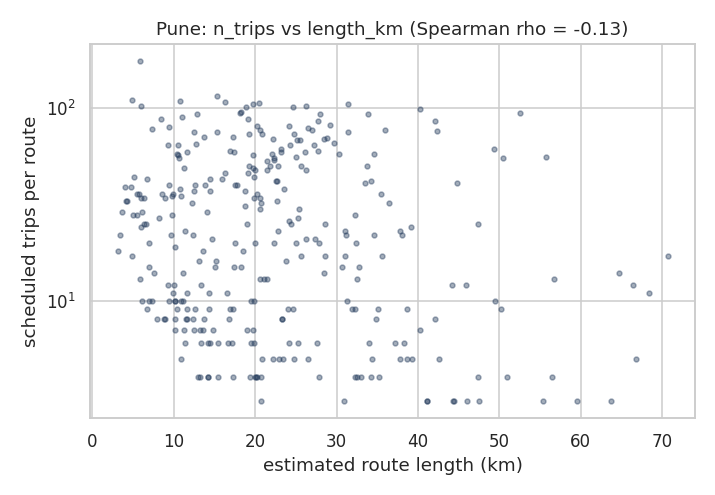 Pune: n_trips vs length_km (Spearman rho = -0.13)
scheduled trips per route
10²
10¹
0 10 20 30 40 50 60 70
estimated route length (km)